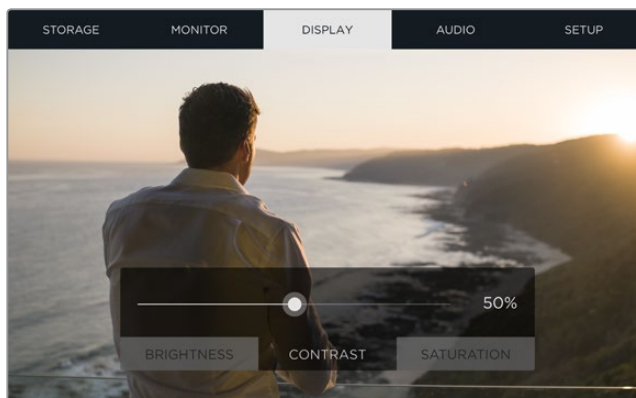 STORAGE MONITOR DISPLAY AUDIO SETUP
50%
BRIGHTNESS CONTRAST SATURATION